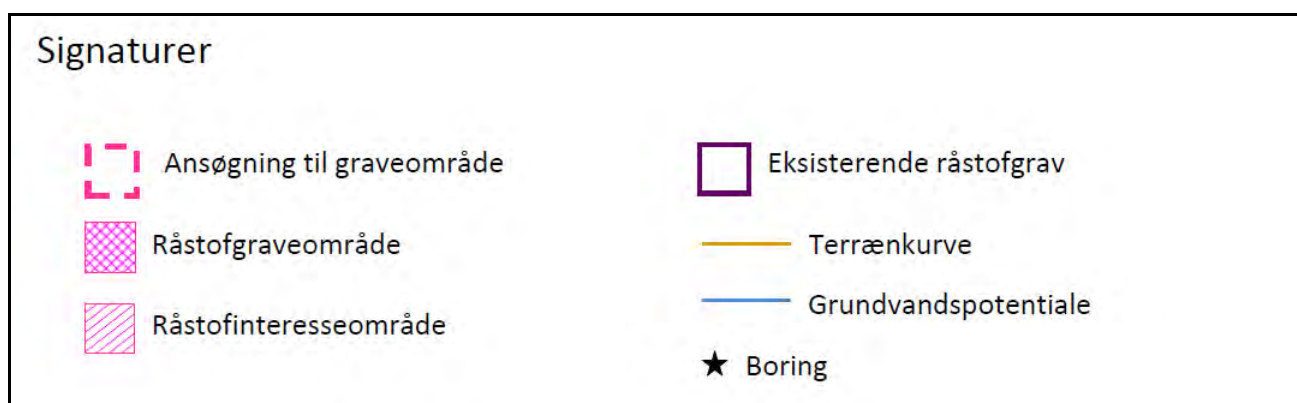 Signaturer
Ansøgning til graveområde
Råstofgraveområde
Råstofinteresseområde
Eksisterende råstofgrav
Terrænkurve
Grundvandspotentiale
Boring